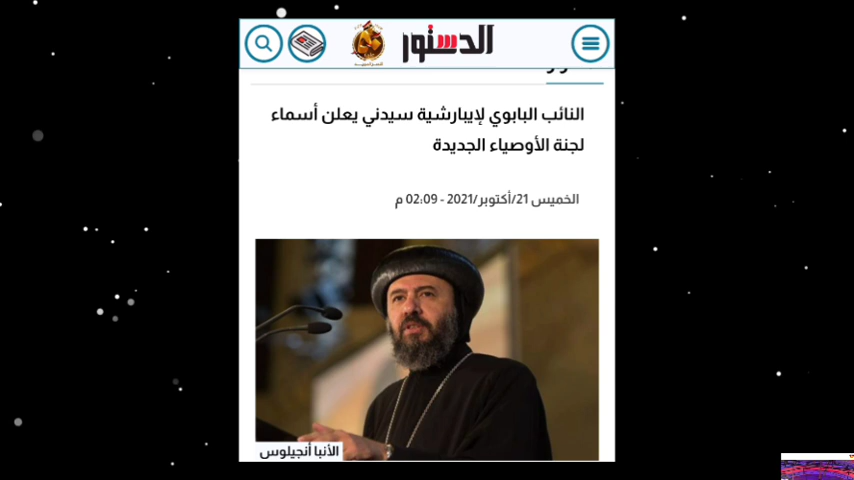 الدستور
النائب البابوي لإيبارشية سيدني يعلن أسماء
لجنة الأوصياء الجديدة
الخميس 21/أكتوبر/2021 - 02:09 م
الأنبا أنجيلوس